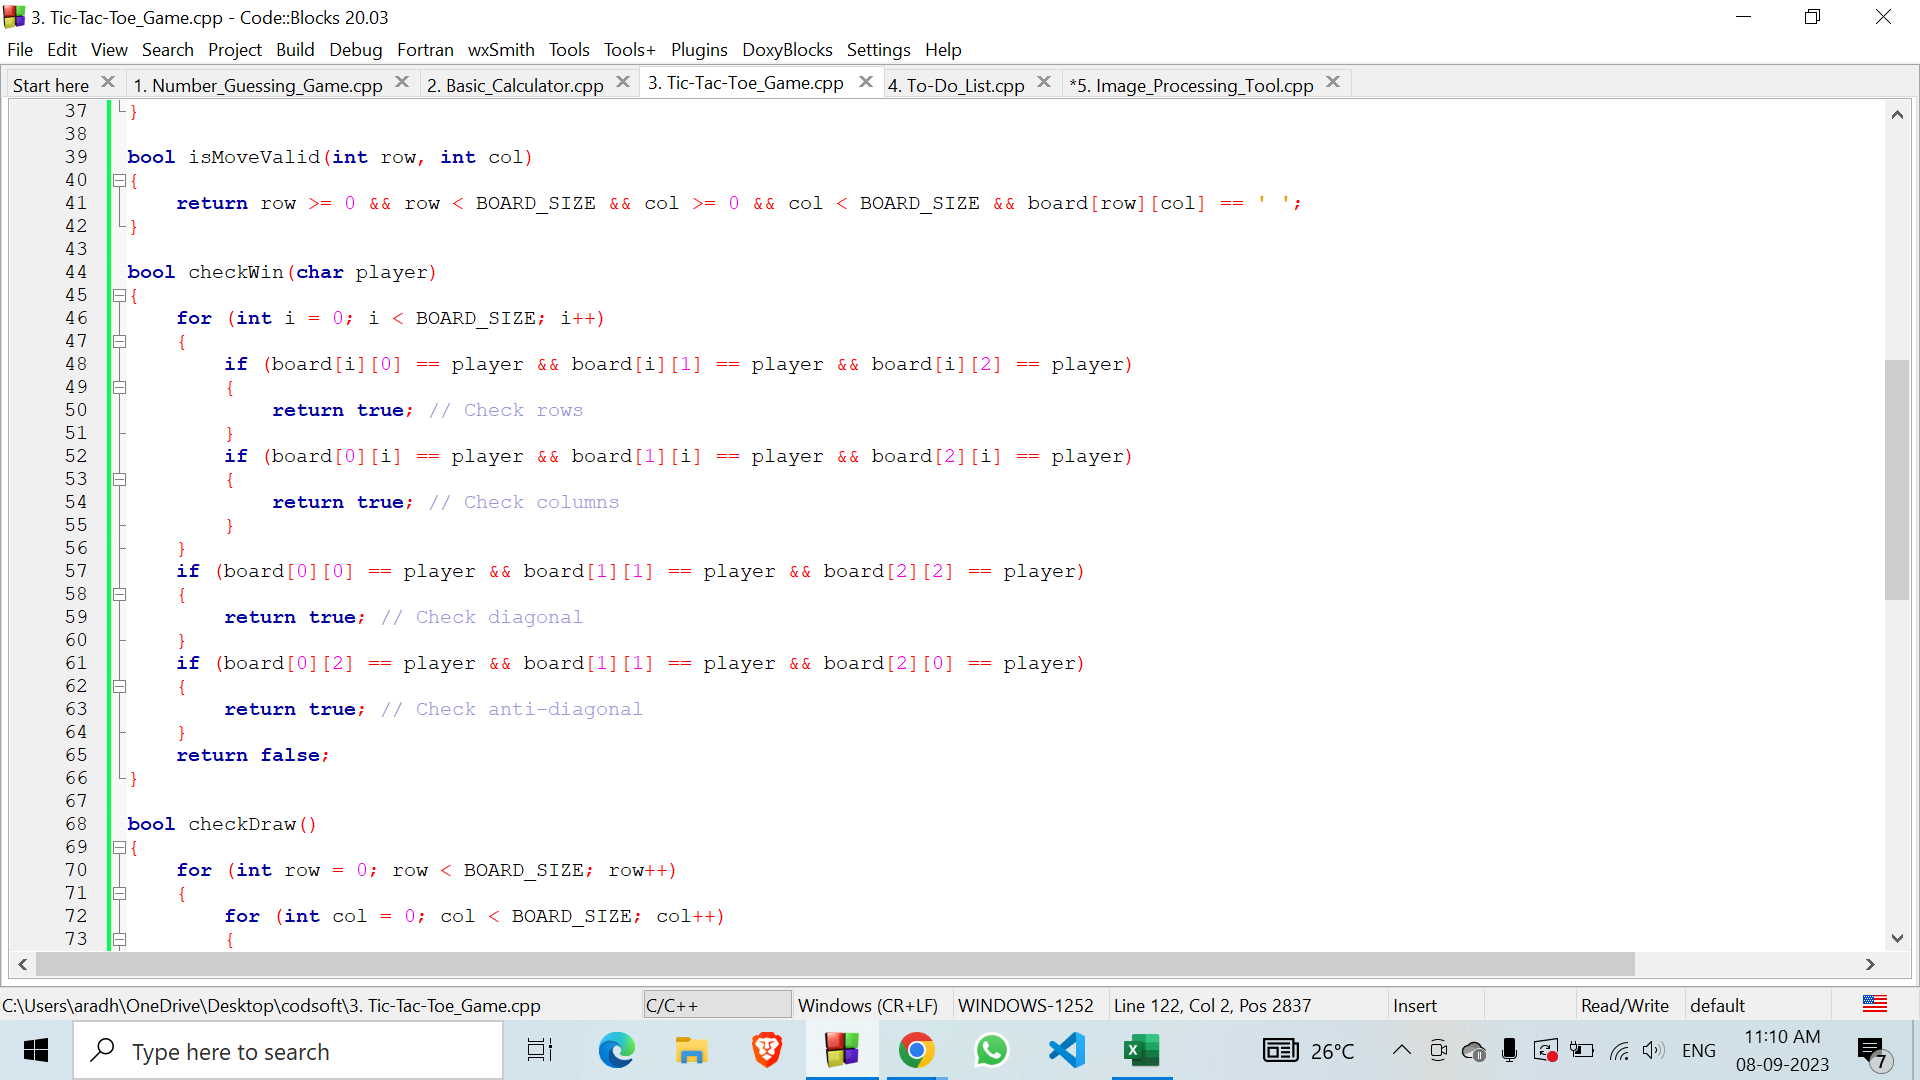 3. Tic-Tac-Toe_Game.cpp - Code::Blocks 20.03
File Edit View Search Project Build Debug Fortran wxSmith Tools Tools+ Plugins DoxyBlocks Settings Help
Start here 1. Number_Guessing_Game.cpp 2. Basic_Calculator.cpp 3. Tic-Tac-Toe_Game.cpp 4. To-Do_List.cpp *5. Image_Processing_Tool.cpp
37 }
38
39 bool isMoveValid(int row, int col)
40 {
41     return row >= 0 && row < BOARD_SIZE && col >= 0 && col < BOARD_SIZE && board[row][col] == ' ';
42 }
43
44 bool checkWin(char player)
45 {
46     for (int i = 0; i < BOARD_SIZE; i++)
47     {
48         if (board[i][0] == player && board[i][1] == player && board[i][2] == player)
49         {
50             return true; // Check rows
51         }
52         if (board[0][i] == player && board[1][i] == player && board[2][i] == player)
53         {
54             return true; // Check columns
55         }
56     }
57     if (board[0][0] == player && board[1][1] == player && board[2][2] == player)
58     {
59         return true; // Check diagonal
60     }
61     if (board[0][2] == player && board[1][1] == player && board[2][0] == player)
62     {
63         return true; // Check anti-diagonal
64     }
65     return false;
66 }
67
68 bool checkDraw()
69 {
70     for (int row = 0; row < BOARD_SIZE; row++)
71     {
72         for (int col = 0; col < BOARD_SIZE; col++)
73         {
C:\Users\aradh\OneDrive\Desktop\codsoft\3. Tic-Tac-Toe_Game.cpp C/C++ Windows (CR+LF) WINDOWS-1252 Line 122, Col 2, Pos 2837 Insert Read/Write default
Type here to search 26°C ENG 11:10 AM
08-09-2023 7